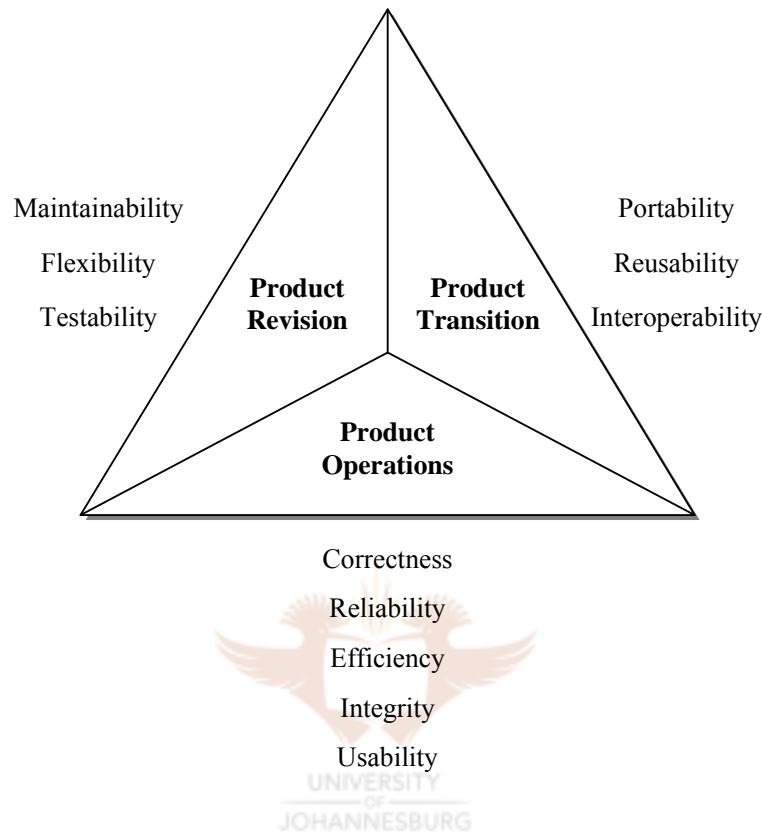 Maintainability
Flexibility
Testability
Product
Revision
Product
Transition
Portability
Reusability
Interoperability
Product
Operations
Correctness
Reliability
Efficiency
Integrity
Usability
UNIVERSITY
OF
JOHANNESBURG